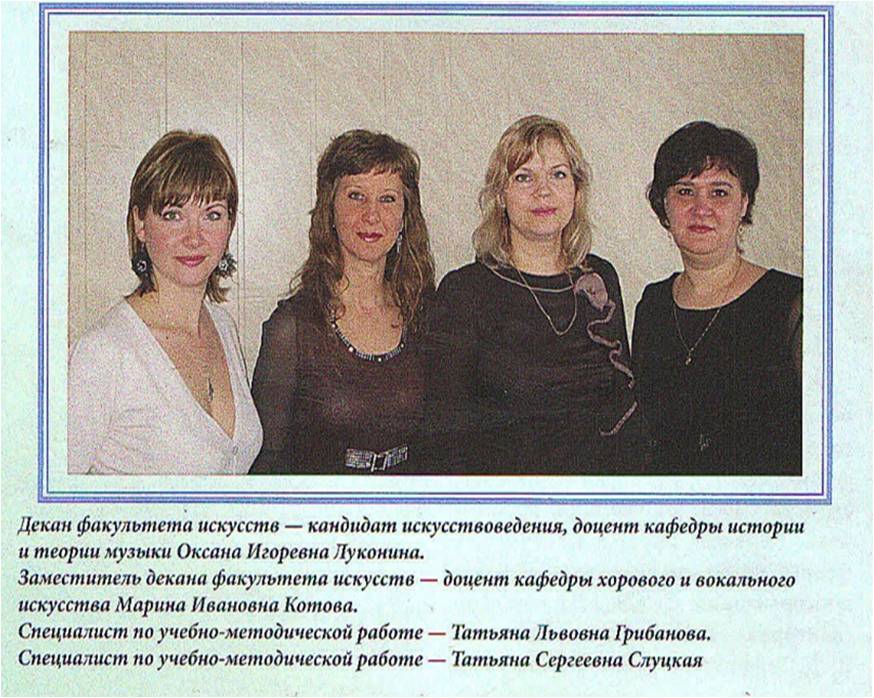 Декан факультета искусств — кандидат искусствоведения, доцент кафедры истории
и теории музыки Оксана Игоревна Луконина.
Заместитель декана факультета искусств — доцент кафедры хорового и вокального
искусства Марина Ивановна Котова.
Специалист по учебно-методической работе — Татьяна Львовна Грибанова.
Специалист по учебно-методической работе — Татьяна Сергеевна Слуцкая